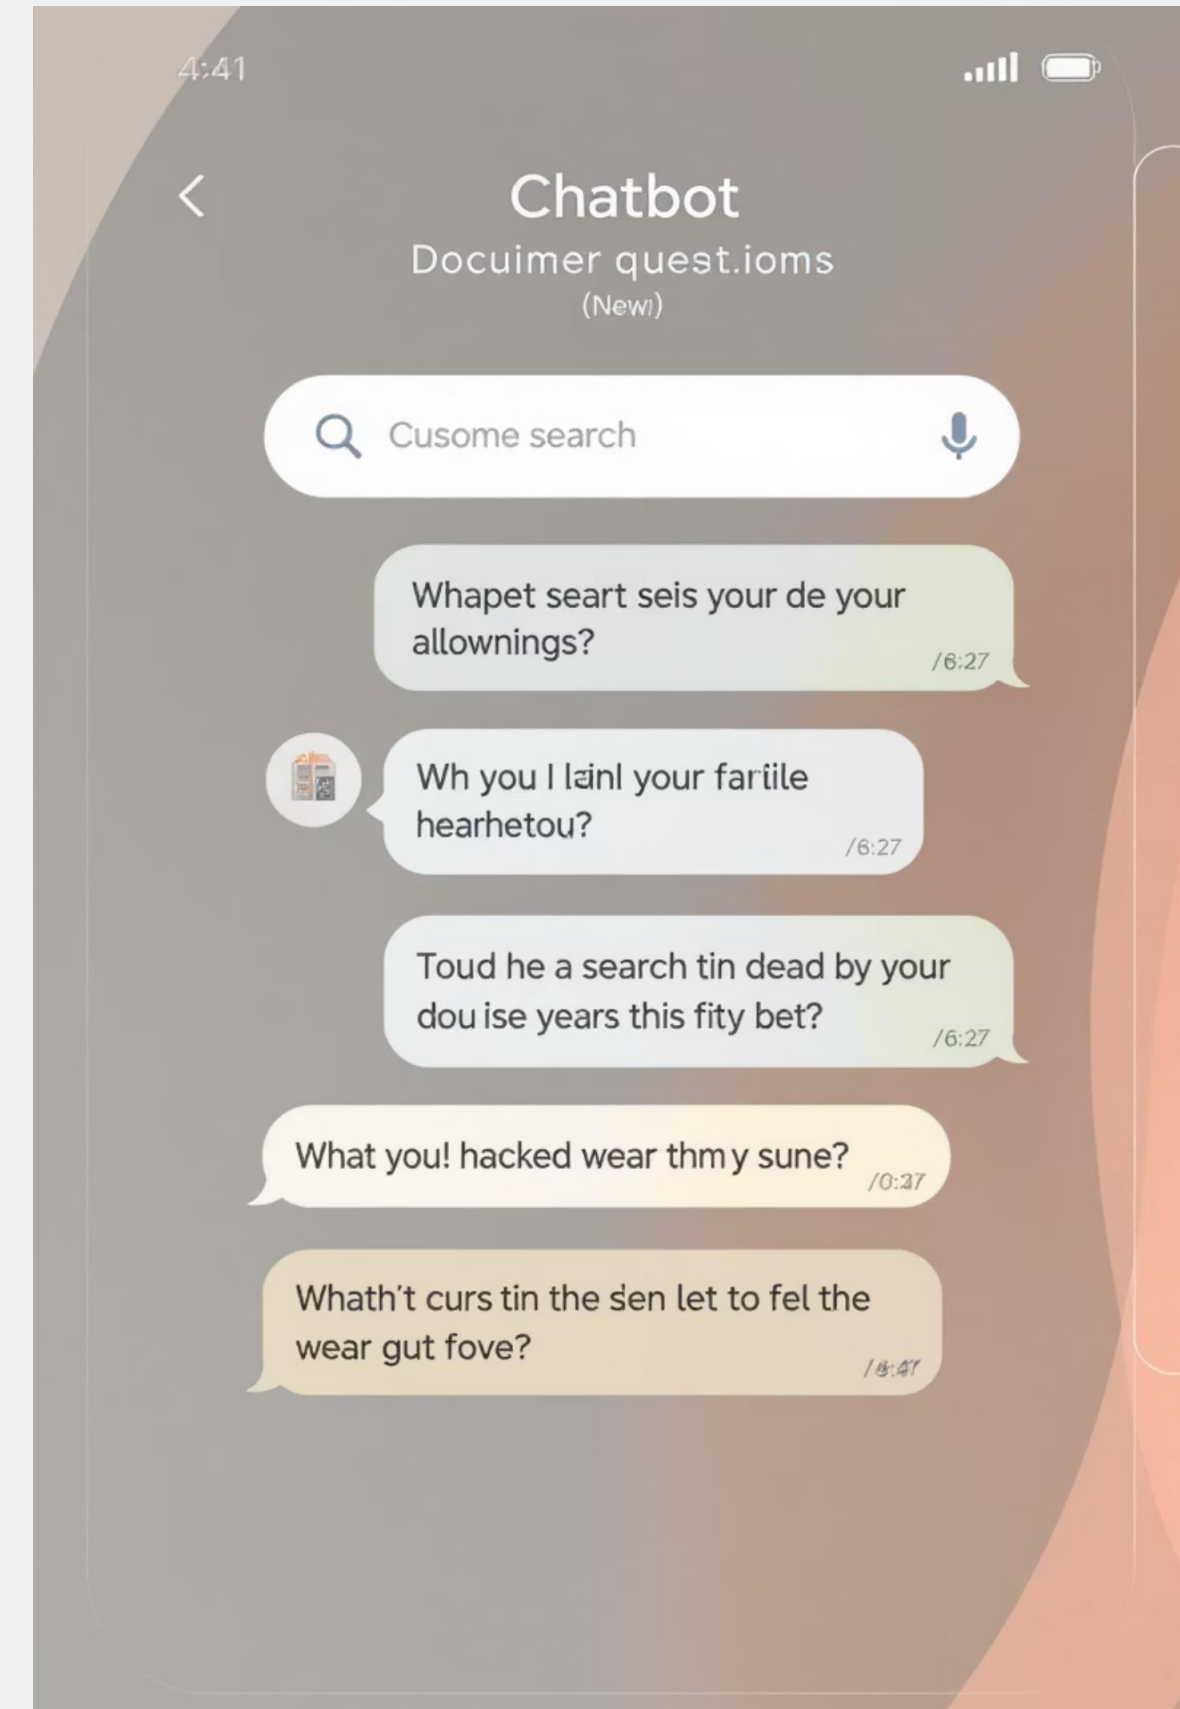 4:41
Chatbot
Docuimer quest.ioms
(New)
Cusome search
Whapet seart seis your de your
allownings?
/6:27
Wh you I lainl your fartile
hearhetou?
/6:27
Toud he a search tin dead by your
dou ise years this fity bet?
/6:27
What you! hacked wear thmy sune?
/0:27
Whath't curs tin the sen let to fel the
wear gut fove?